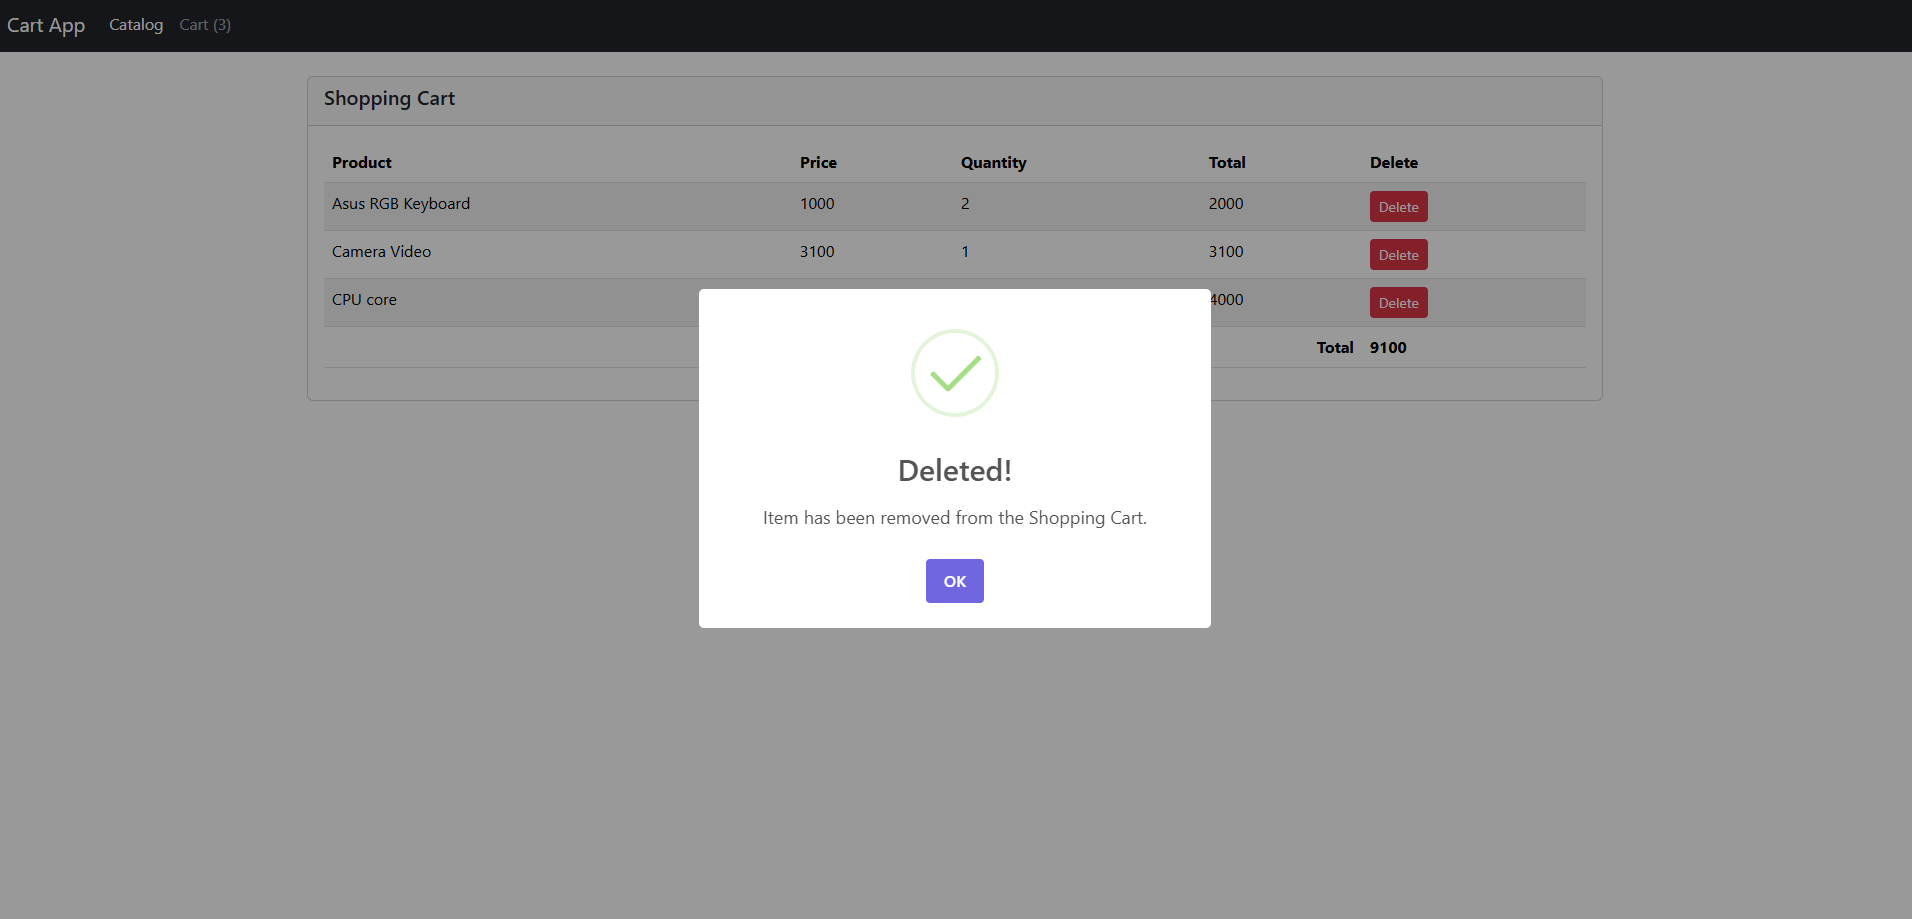 Cart App Catalog Cart (3)
Shopping Cart
Product Price Quantity Total Delete
Asus RGB Keyboard 1000 2 2000 Delete
Camera Video 3100 1 3100 Delete
CPU core 4000 Delete
Total 9100
Deleted!
Item has been removed from the Shopping Cart.
OK